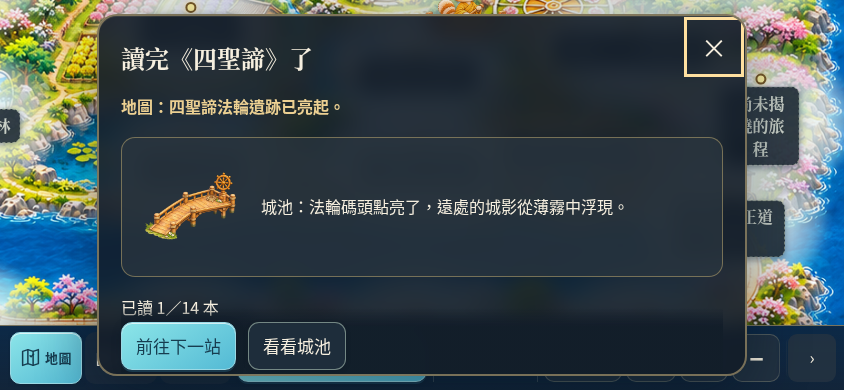 讀完《四聖諦》了
地圖：四聖諦法輪遺跡已亮起。
城池：法輪碼頭點亮了，遠處的城影從薄霧中浮現。
已讀 1／14 本
前往下一站
看看城池
地圖
林
未揭
的旅
程
正道